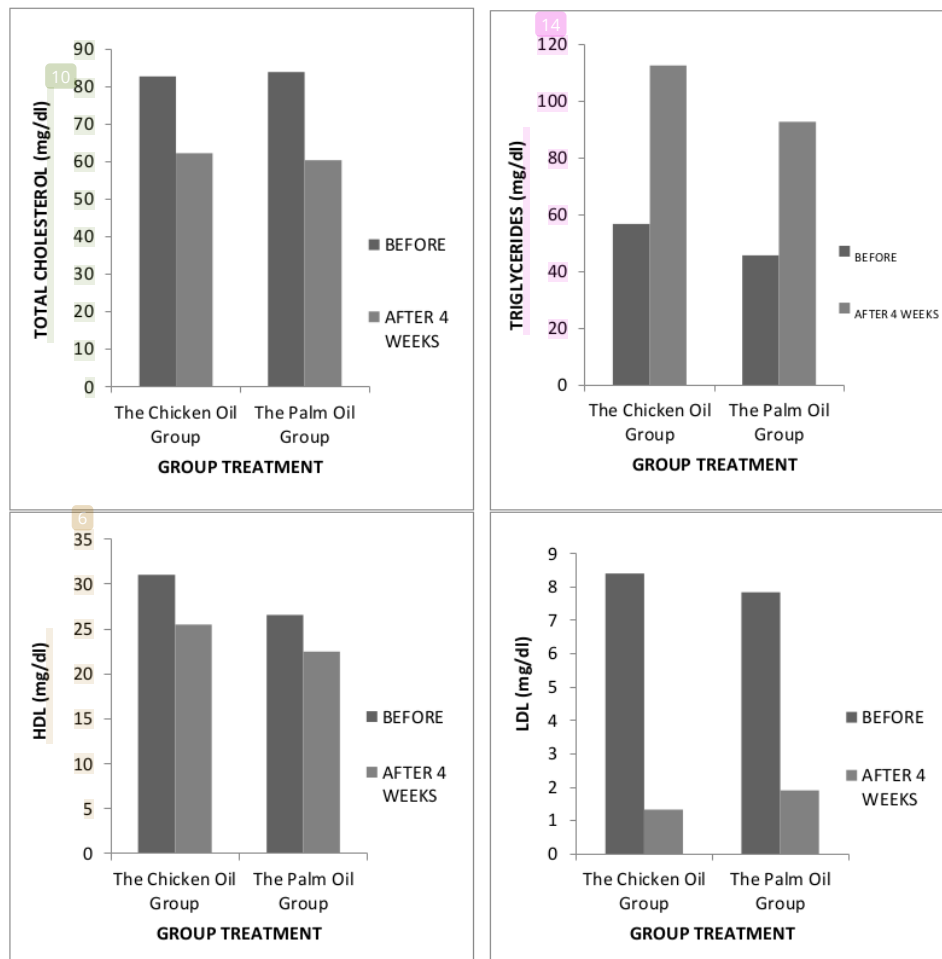 10
TOTAL CHOLESTEROL (mg/dl)
90
80
70
60
50
40
30
20
10
0
The Chicken Oil Group
The Palm Oil Group
GROUP TREATMENT
BEFORE
AFTER 4
WEEKS
14
TRIGLYCERIDES (mg/dl)
120
100
80
60
40
20
0
The Chicken Oil
Group
The Palm Oil
Group
GROUP TREATMENT
BEFORE
AFTER 4 WEEKS
6
HDL (mg/dl)
35
30
25
20
15
10
5
0
The Chicken Oil
Group
The Palm Oil
Group
GROUP TREATMENT
BEFORE
AFTER 4
WEEKS
LDL (mg/dl)
9
8
7
6
5
4
3
2
1
0
The Chicken Oil
Group
The Palm Oil
Group
GROUP TREATMENT
BEFORE
AFTER 4
WEEKS